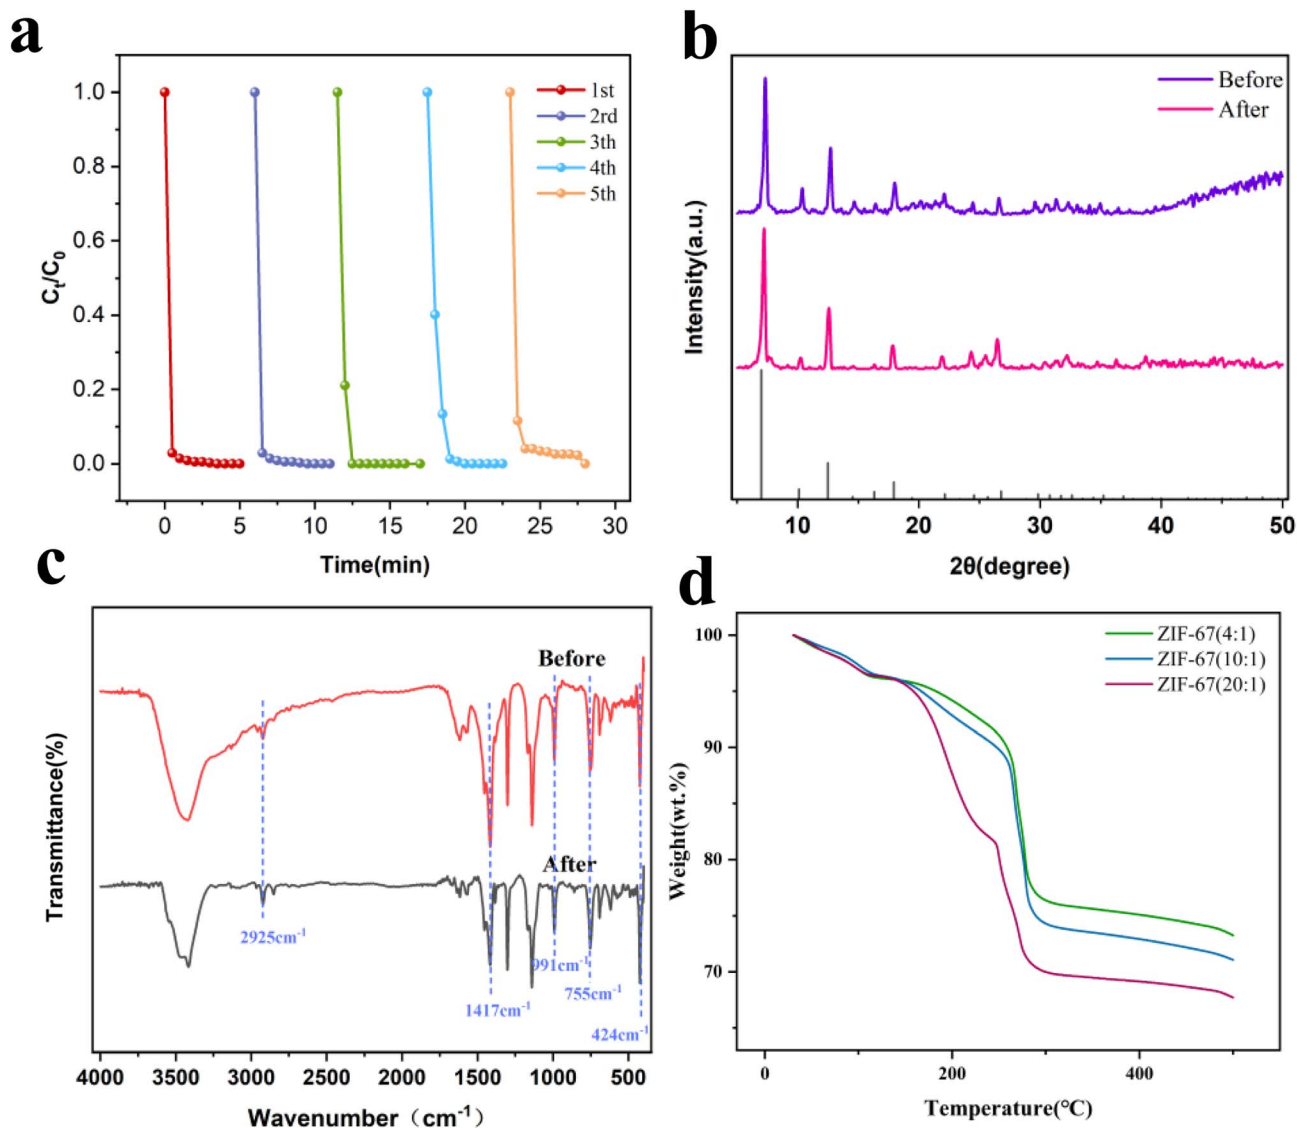 a
1.0
0.8
0.6
0.4
0.2
0.0
Ct/C0
0 5 10 15 20 25 30
Time(min)
1st
2rd
3th
4th
5th
b
Before
After
Intensity(a.u.)
10 20 30 40 50
2θ(degree)
c
Before
After
2925cm-1
1417cm-1
991cm-1
755cm-1
424cm-1
Transmittance(%)
4000 3500 3000 2500 2000 1500 1000 500
Wavenumber（cm-1）
d
ZIF-67(4:1)
ZIF-67(10:1)
ZIF-67(20:1)
100
90
80
70
Weight(wt.%)
0 200 400
Temperature(℃)